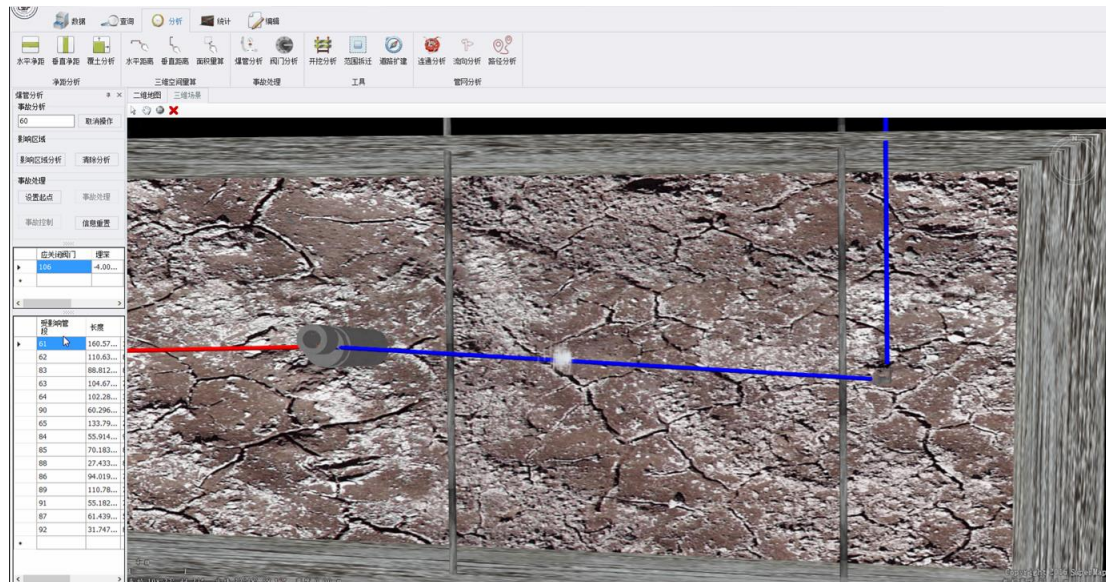 数据 查询 分析 统计 编辑
水平净距 垂直净距 覆土分析 水平距离 垂直距离 面积量算 爆管分析 阀门分析 开挖分析 范围拆迁 道路扩建 连通分析 流向分析 路径分析
净距分析 三维空间量算 事故处理 工具 管网分析
爆管分析
二维地图 三维场景
事故分析
60 取消操作
影响区域
影响区域分析 清除分析
事故处理
设置起点 事故处理
事故控制 信息重置
应关闭阀门 埋深
106 -4.00...
受影响管段 长度
61 160.57...
62 110.63...
83 88.812...
63 104.67...
64 102.28...
90 60.296...
65 133.79...
84 55.914...
85 70.183...
88 27.433...
86 94.019...
89 110.78...
91 55.182...
87 61.439...
92 31.747...